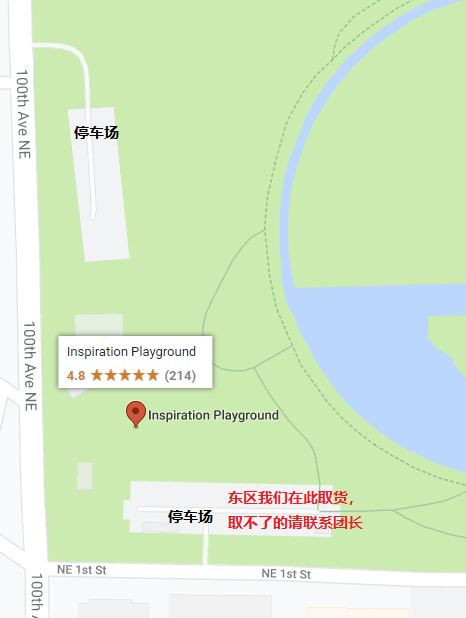 100th Ave NE
停车场
100th Ave NE
Inspiration Playground
4.8 ★★★★★ (214)
Inspiration Playground
东区我们在此取货，
取不了的请联系团长
停车场
NE 1st St
NE 1st St
100th A